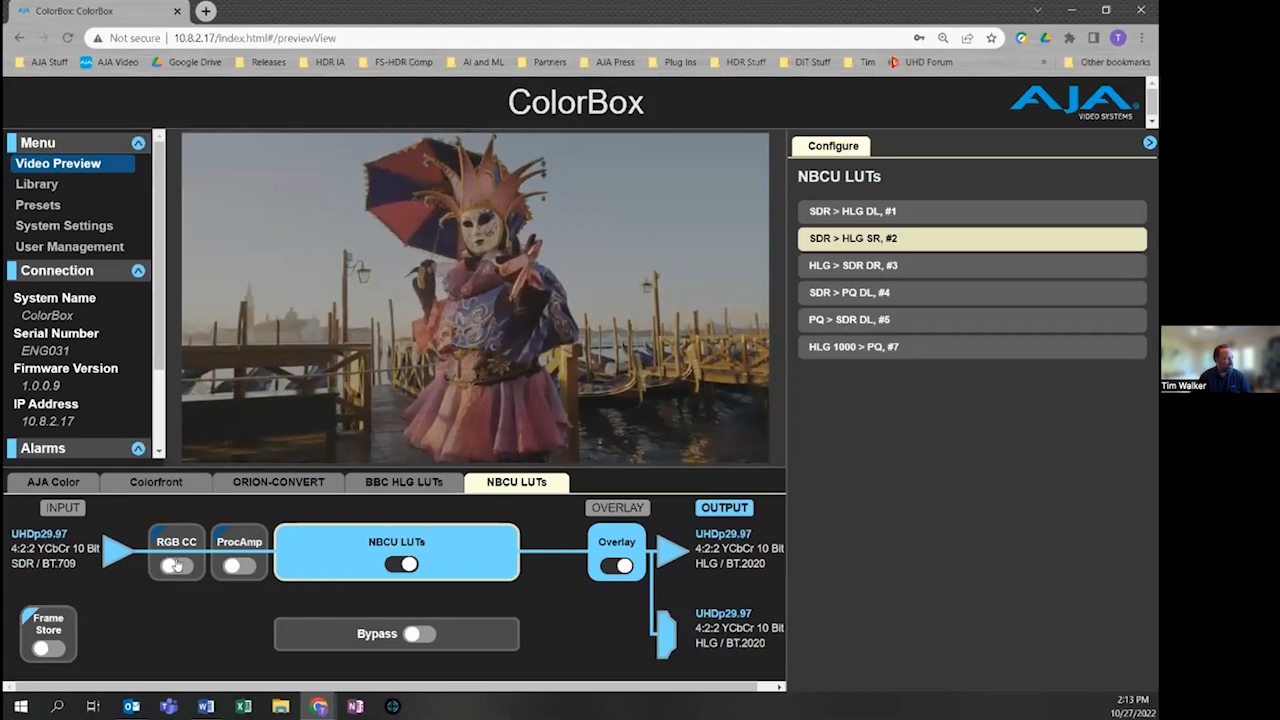 ColorBox: ColorBox
Not secure | 10.8.2.17/index.html#/previewView
T
AJA Stuff AJA Video Google Drive Releases HDR IA FS-HDR Comp AI and ML Partners AJA Press Plug Ins HDR Stuff DIT Stuff Tim UHD Forum » Other bookmarks
ColorBox
AJA
VIDEO SYSTEMS
Menu
Video Preview
Library
Presets
System Settings
User Management
Connection
System Name
ColorBox
Serial Number
ENG031
Firmware Version
1.0.0.9
IP Address
10.8.2.17
Alarms
Configure
NBCU LUTs
SDR > HLG DL, #1
SDR > HLG SR, #2
HLG > SDR DR, #3
SDR > PQ DL, #4
PQ > SDR DL, #5
HLG 1000 > PQ, #7
Tim Walker
AJA Color Colorfront ORION-CONVERT BBC HLG LUTs NBCU LUTs
INPUT
UHDp29.97
4:2:2 YCbCr 10 Bit
SDR / BT.709
RGB CC
ProcAmp
NBCU LUTs
OVERLAY
Overlay
OUTPUT
UHDp29.97
4:2:2 YCbCr 10 Bit
HLG / BT.2020
Frame
Store
Bypass
UHDp29.97
4:2:2 YCbCr 10 Bit
HLG / BT.2020
2:13 PM
10/27/2022